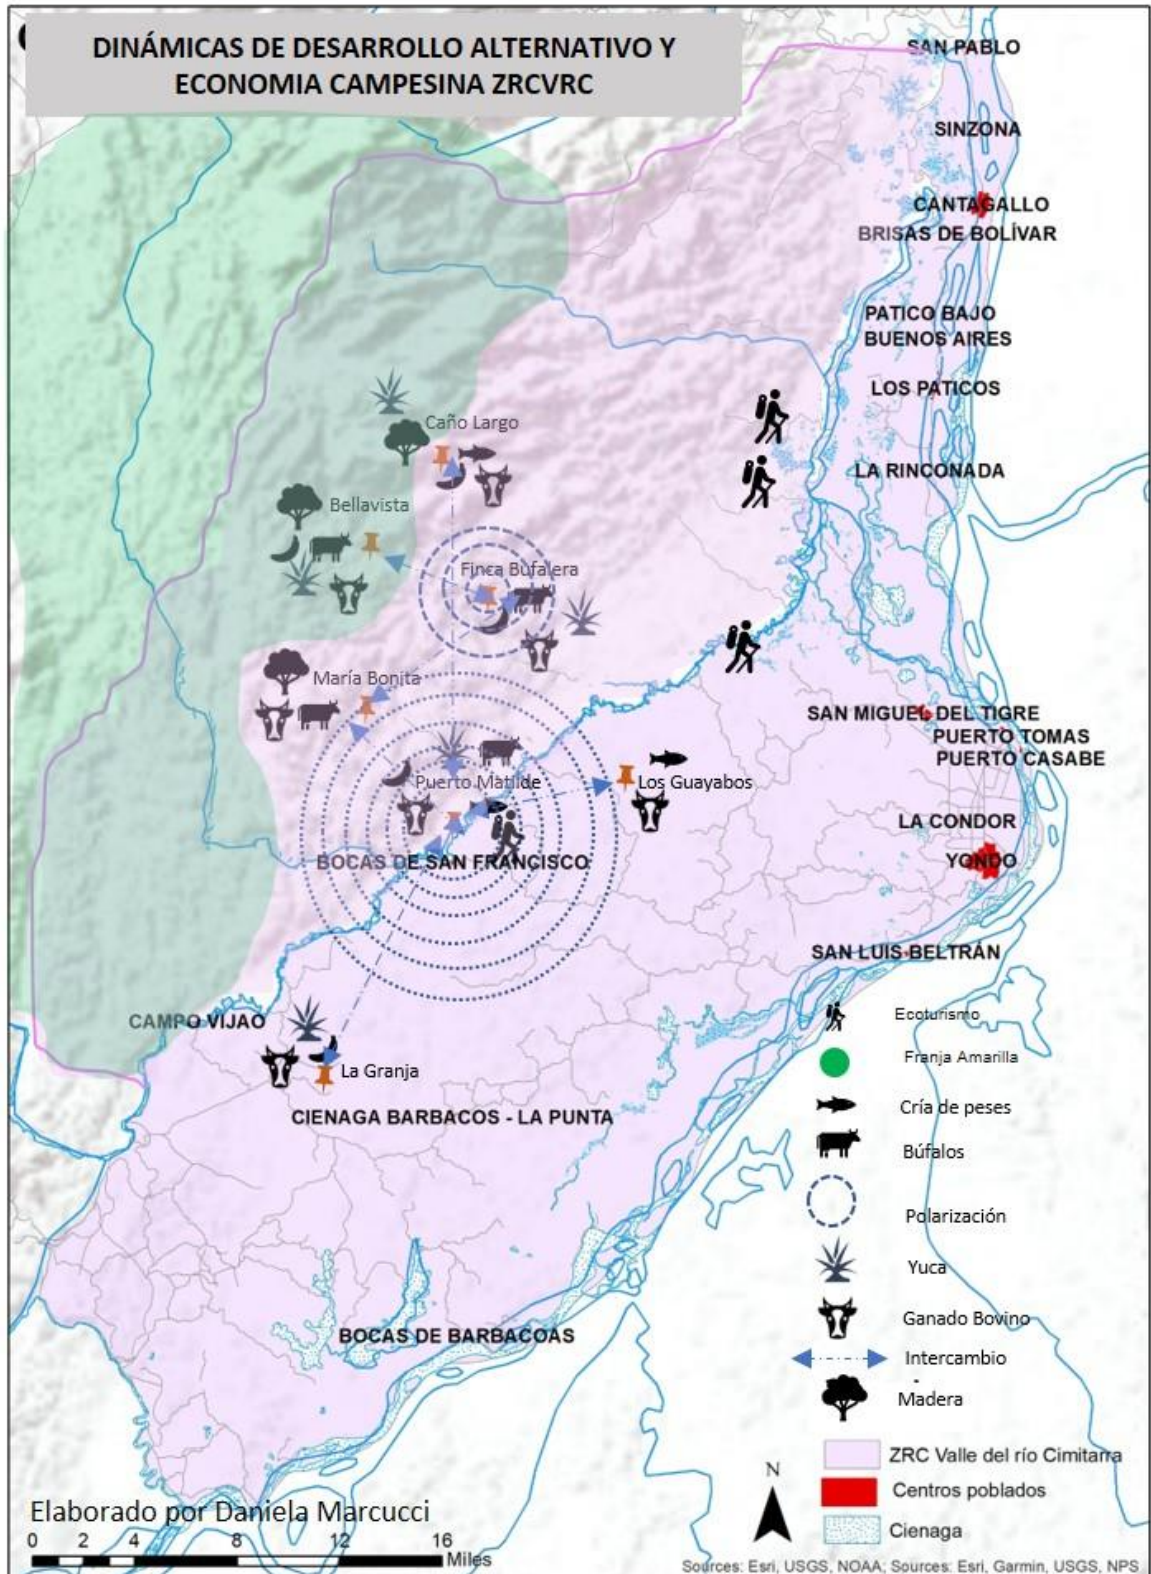 DINÁMICAS DE DESARROLLO ALTERNATIVO Y
ECONOMIA CAMPESINA ZRCVRC
SAN PABLO
SINZONA
CANTAGALLO
BRISAS DE BOLÍVAR
PATICO BAJO
BUENOS AIRES
LOS PATICOS
Caño Largo
LA RINCONADA
Bellavista
Finca Bufalera
María Bonita
SAN MIGUEL DEL TIGRE
PUERTO TOMAS
PUERTO CASABE
Puerto Matilde
Los Guayabos
LA CONDOR
BOCAS DE SAN FRANCISCO
YONDO
SAN LUIS BELTRÁN
CAMPO VIJAO
La Granja
CIENAGA BARBACOS - LA PUNTA
BOCAS DE BARBACOAS
Ecoturismo
Franja Amarilla
Cría de peses
Búfalos
Polarización
Yuca
Ganado Bovino
Intercambio
Madera
ZRC Valle del río Cimitarra
Centros poblados
Cienaga
N
Elaborado por Daniela Marcucci
0 2 4 8 12 16
Miles
Sources: Esri, USGS, NOAA; Sources: Esri, Garmin, USGS, NPS